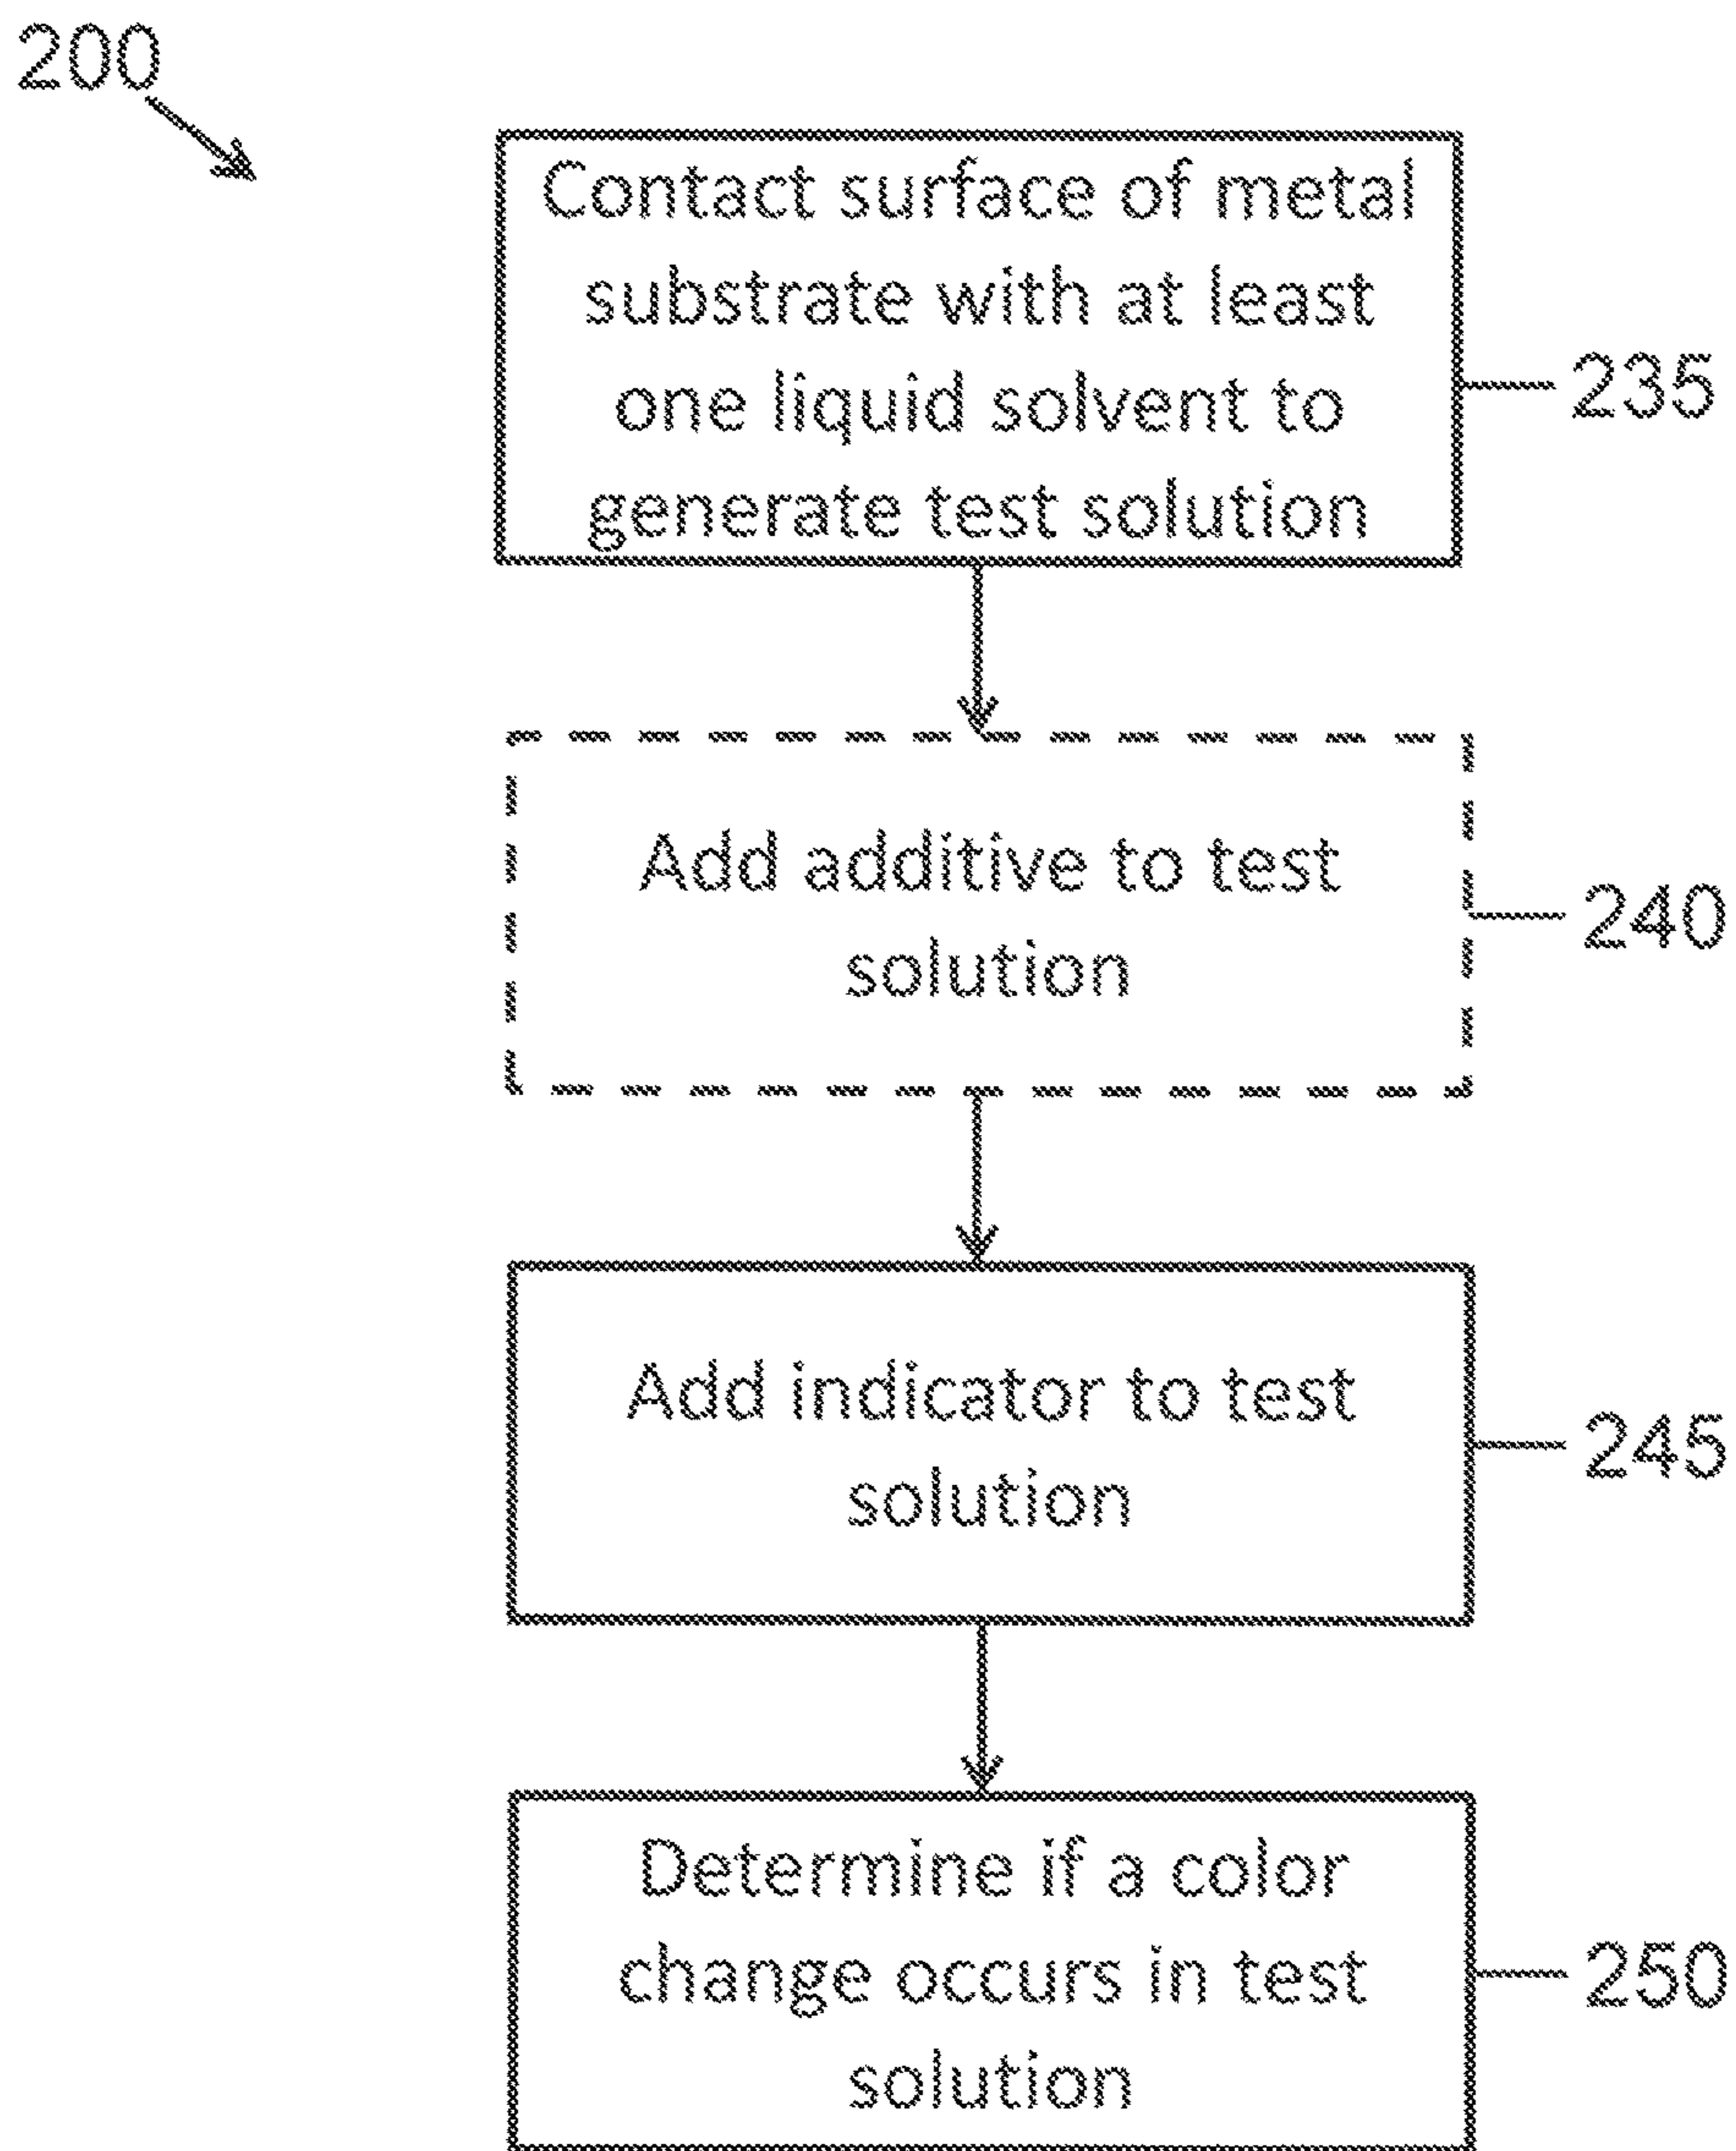 200
Contact surface of metal
substrate with at least
one liquid solvent to
generate test solution
235
Add additive to test
solution
240
Add indicator to test
solution
245
Determine if a color
change occurs in test
solution
250